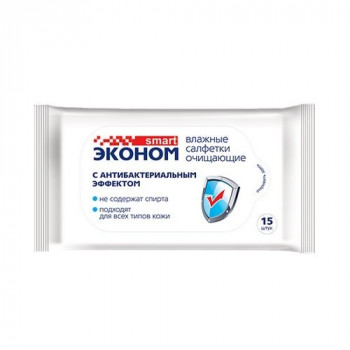 smart
ЭКОНОМ
влажные
салфетки
очищающие
С АНТИБАКТЕРИАЛЬНЫМ
ЭФФЕКТОМ
не содержат спирта
подходят
для всех типов кожи
15
штук